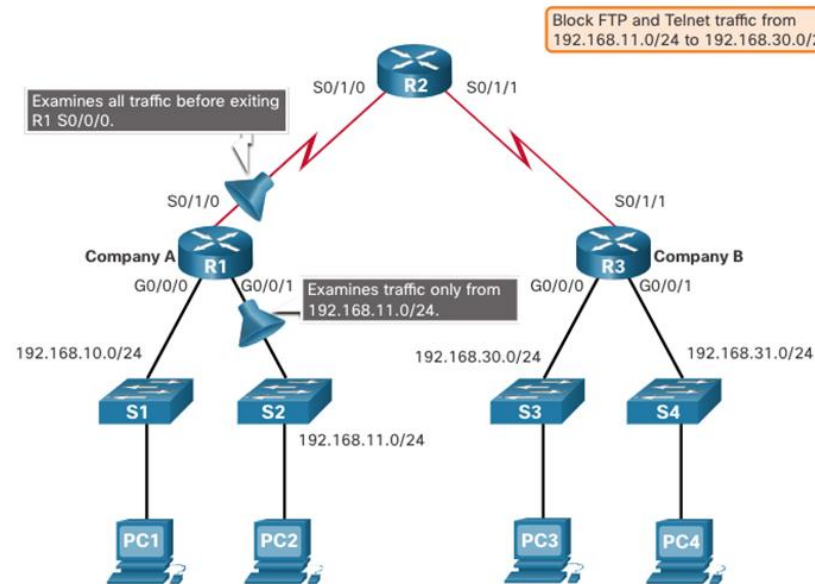 Block FTP and Telnet traffic from
192.168.11.0/24 to
R2
S0/1/0
S0/1/1
Examines all traffic before exiting
R1 S0/0/0.
S0/1/0
S0/1/1
Company A
R1
R3
Company B
G0/0/0
G0/0/1
G0/0/0
G0/0/1
Examines traffic only from
192.168.11.0/24.
192.168.10.0/24
192.168.30.0/24
192.168.31.0/24
S1
S2
S3
S4
192.168.11.0/24
PC1
PC2
PC3
PC4